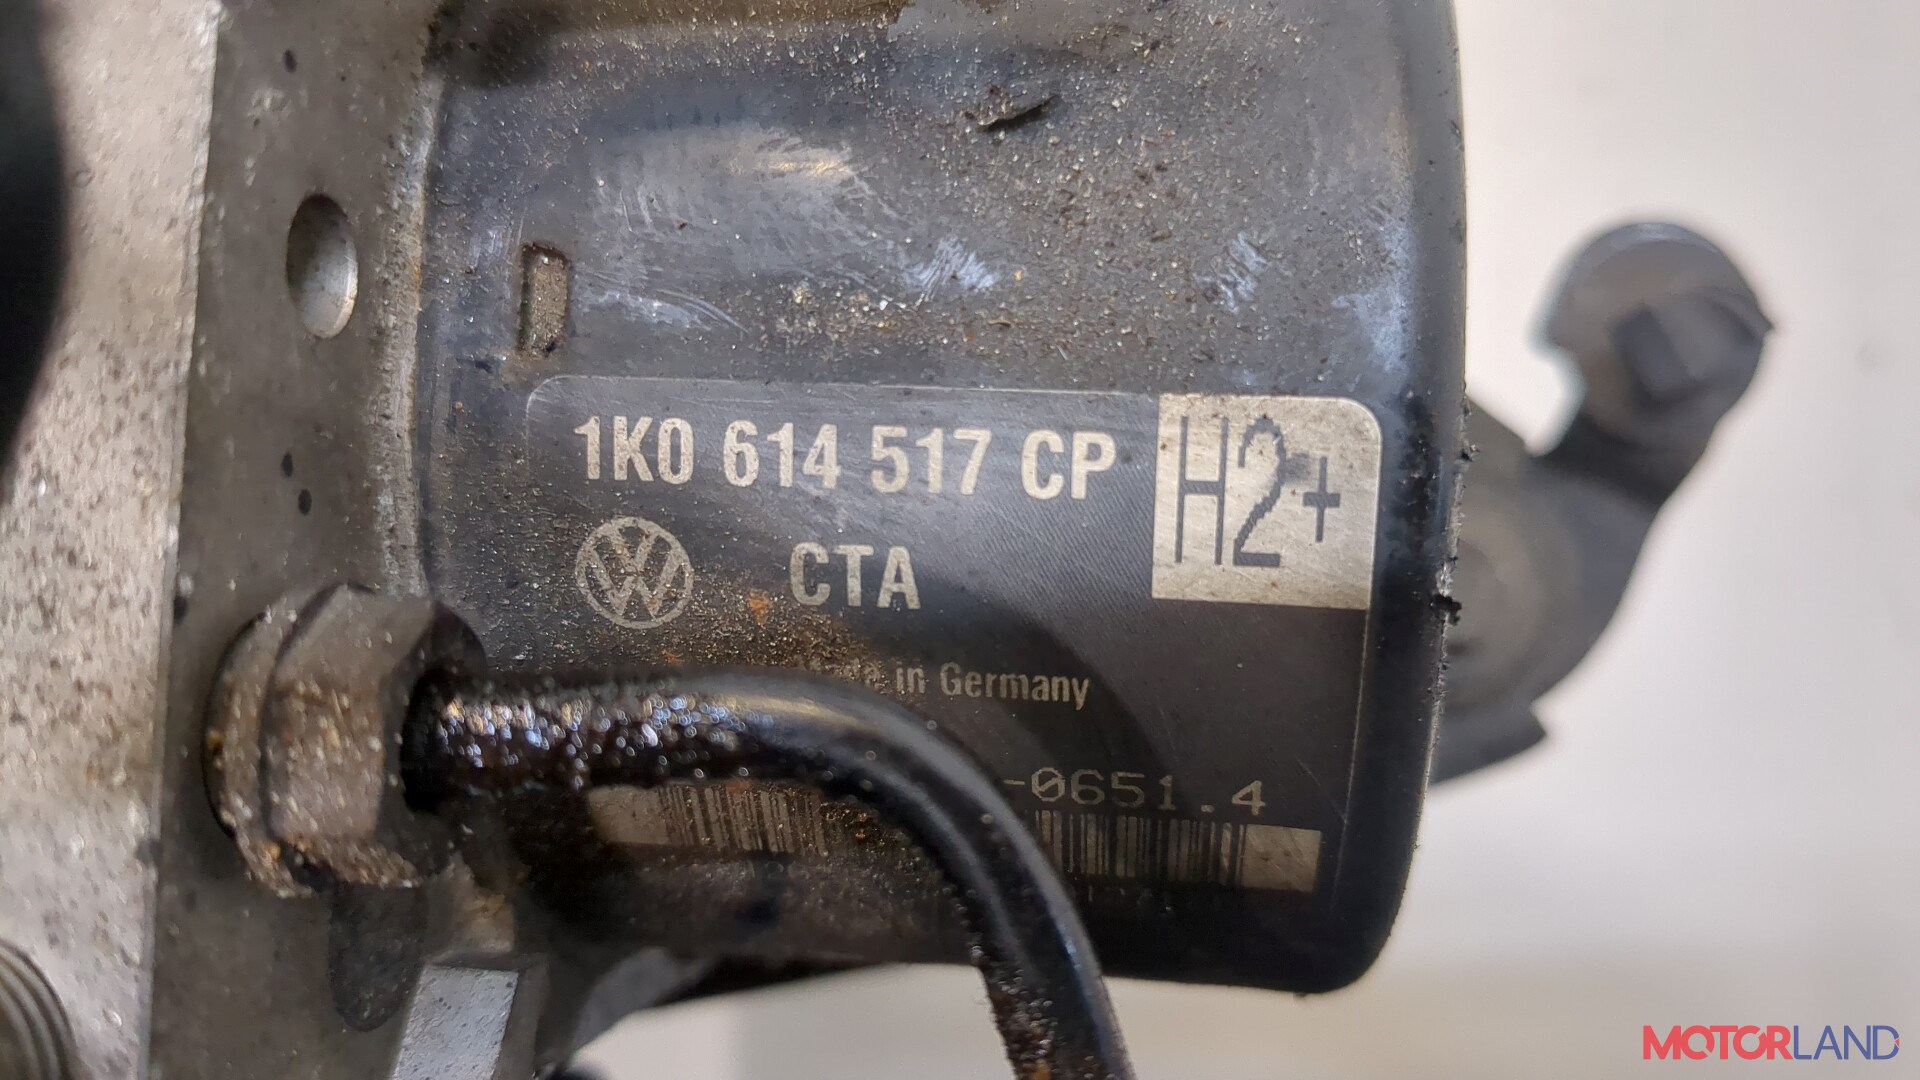 1K0 614 517 CP
H2+
CTA
in Germany
-0651.4
MOTORLAND